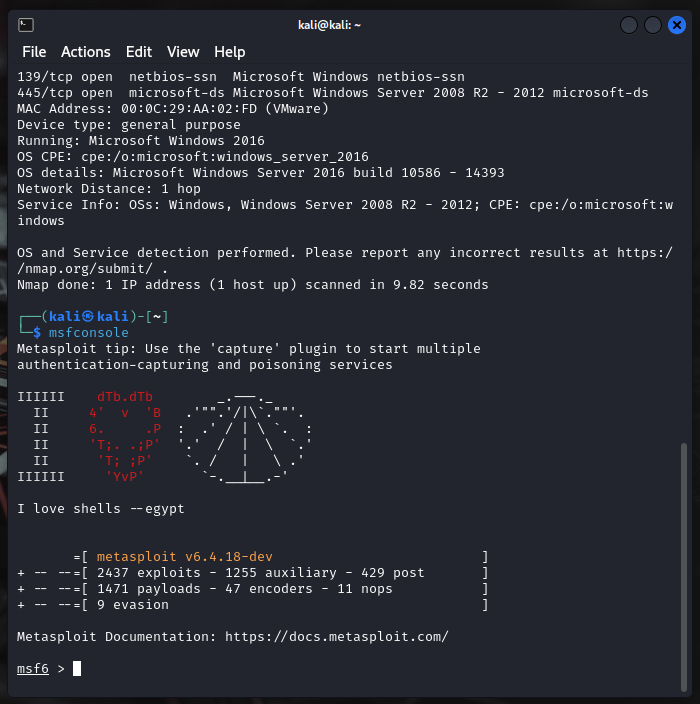 kali@kali: ~
File Actions Edit View Help
139/tcp open  netbios-ssn  Microsoft Windows netbios-ssn
445/tcp open  microsoft-ds Microsoft Windows Server 2008 R2 - 2012 microsoft-ds
MAC Address: 00:0C:29:AA:02:FD (VMware)
Device type: general purpose
Running: Microsoft Windows 2016
OS CPE: cpe:/o:microsoft:windows_server_2016
OS details: Microsoft Windows Server 2016 build 10586 - 14393
Network Distance: 1 hop
Service Info: OSs: Windows, Windows Server 2008 R2 - 2012; CPE: cpe:/o:microsoft:w
indows
OS and Service detection performed. Please report any incorrect results at https:/
/nmap.org/submit/ .
Nmap done: 1 IP address (1 host up) scanned in 9.82 seconds
┌──(kali㉿kali)-[~]
└─$ msfconsole
Metasploit tip: Use the 'capture' plugin to start multiple
authentication-capturing and poisoning services
IIIIII    dTb.dTb        _.---._
  II     4'  v  'B   .'"".'/|\`.""'.
  II     6.     .P  :  .' / | \ `.  :
  II     'T;. .;P'  '.'  /  |  \  `.'
  II      'T; ;P'    `. /   |   \ .'
IIIIII     'YvP'       `-.__|__.-'
I love shells --egypt
       =[ metasploit v6.4.18-dev                          ]
+ -- --=[ 2437 exploits - 1255 auxiliary - 429 post       ]
+ -- --=[ 1471 payloads - 47 encoders - 11 nops           ]
+ -- --=[ 9 evasion                                       ]
Metasploit Documentation: https://docs.metasploit.com/
msf6 >